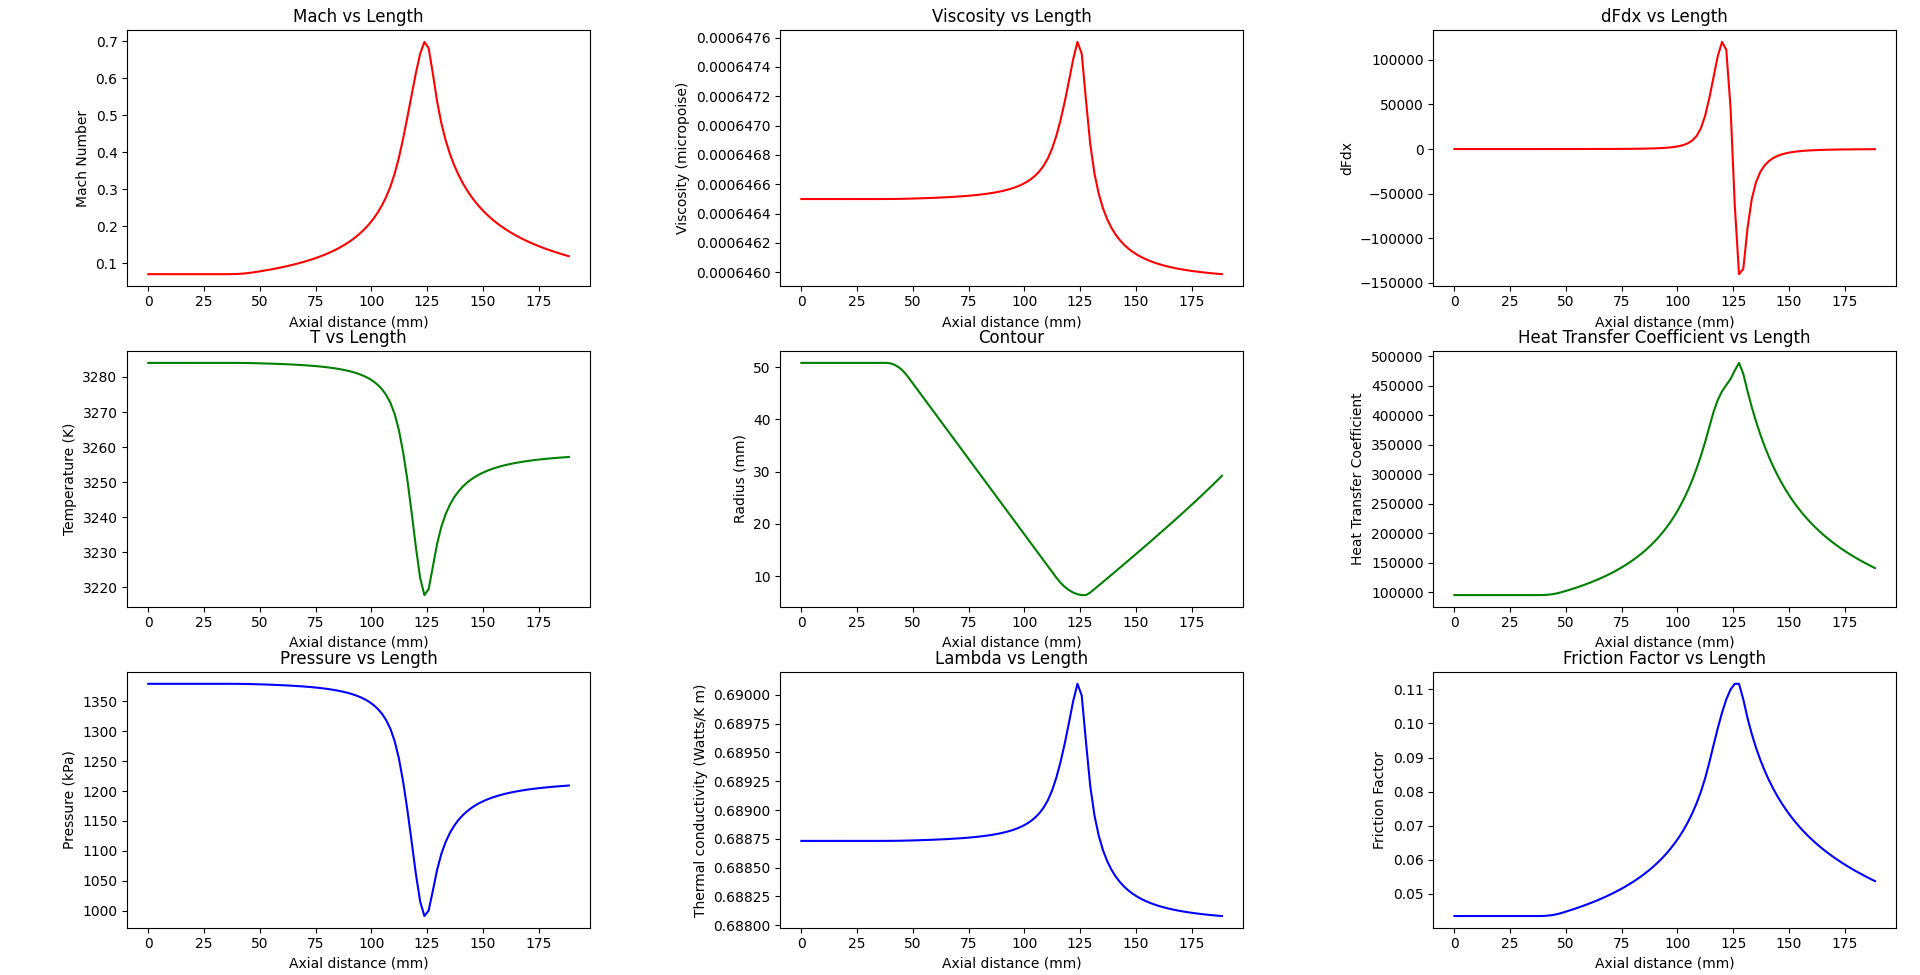 Mach vs Length
Mach Number
0.7
0.6
0.5
0.4
0.3
0.2
0.1
0 25 50 75 100 125 150 175
Axial distance (mm)
Viscosity vs Length
Viscosity (micropoise)
0.0006476
0.0006474
0.0006472
0.0006470
0.0006468
0.0006466
0.0006464
0.0006462
0.0006460
0 25 50 75 100 125 150 175
Axial distance (mm)
dFdx vs Length
dFdx
100000
50000
0
−50000
−100000
−150000
0 25 50 75 100 125 150 175
Axial distance (mm)
T vs Length
Temperature (K)
3280
3270
3260
3250
3240
3230
3220
0 25 50 75 100 125 150 175
Axial distance (mm)
Contour
Radius (mm)
50
40
30
20
10
0 25 50 75 100 125 150 175
Axial distance (mm)
Heat Transfer Coefficient vs Length
Heat Transfer Coefficient
500000
450000
400000
350000
300000
250000
200000
150000
100000
0 25 50 75 100 125 150 175
Axial distance (mm)
Pressure vs Length
Pressure (kPa)
1350
1300
1250
1200
1150
1100
1050
1000
0 25 50 75 100 125 150 175
Axial distance (mm)
Lambda vs Length
Thermal conductivity (Watts/K m)
0.69000
0.68975
0.68950
0.68925
0.68900
0.68875
0.68850
0.68825
0.68800
0 25 50 75 100 125 150 175
Axial distance (mm)
Friction Factor vs Length
Friction Factor
0.11
0.10
0.09
0.08
0.07
0.06
0.05
0 25 50 75 100 125 150 175
Axial distance (mm)